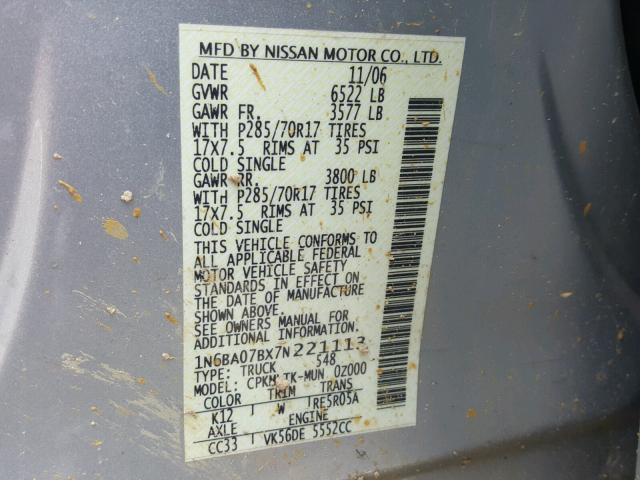 MFD BY NISSAN MOTOR CO., LTD.
DATE 11/06
GVWR 6522 LB
GAWR FR. 3577 LB
WITH P285/70R17 TIRES
17X7.5 RIMS AT 35 PSI
COLD SINGLE
GAWR RR. 3800 LB
WITH P285/70R17 TIRES
17X7.5 RIMS AT 35 PSI
COLD SINGLE
THIS VEHICLE CONFORMS TO
ALL APPLICABLE FEDERAL
MOTOR VEHICLE SAFETY
STANDARDS IN EFFECT ON
THE DATE OF MANUFACTURE
SHOWN ABOVE.
SEE OWNERS MANUAL FOR
ADDITIONAL INFORMATION.
1N6BA07BX7N221113
TYPE: TRUCK 548
MODEL: TK-MUN 0Z000
COLOR TRIM TRANS
K12 W RE5R05A
AXLE ENGINE
CC33 VK56DE 5552CC